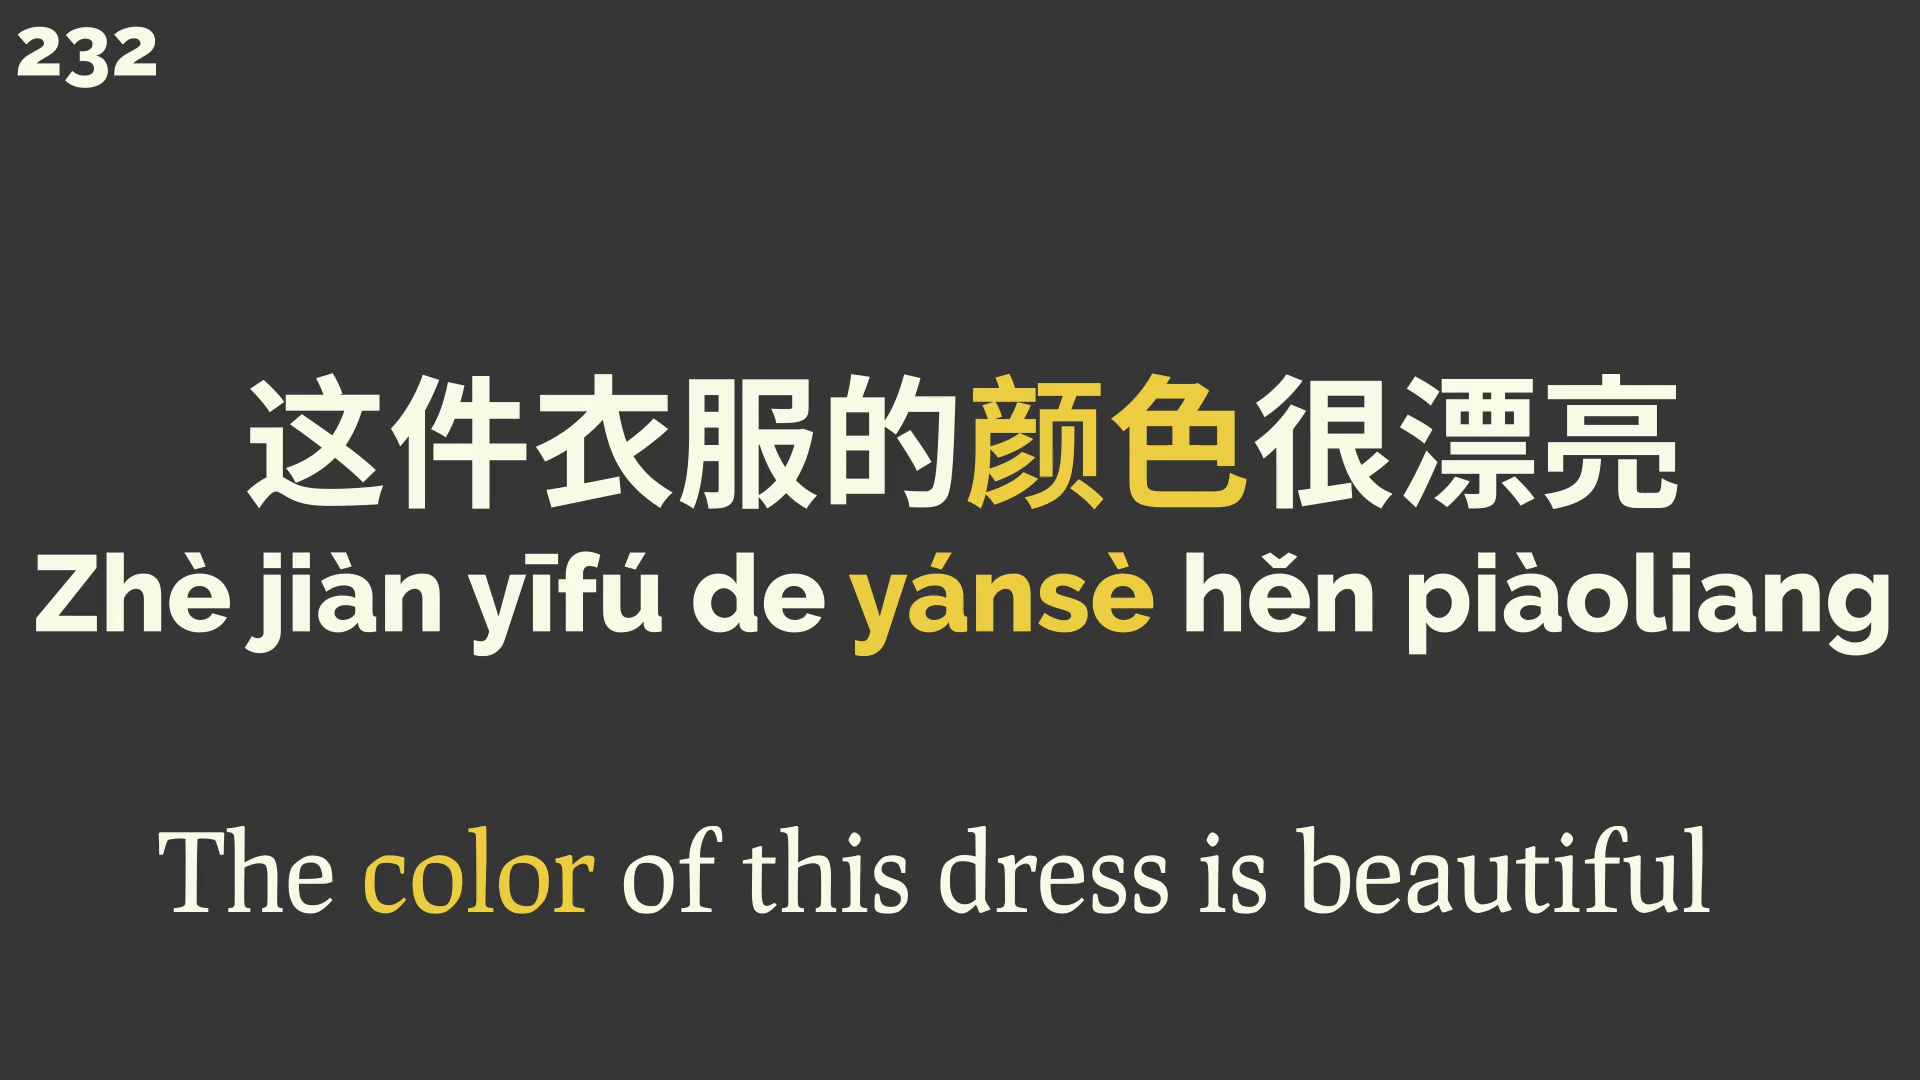 232
这件衣服的颜色很漂亮
Zhè jiàn yīfú de yánsè hěn piàoliang
The color of this dress is beautiful